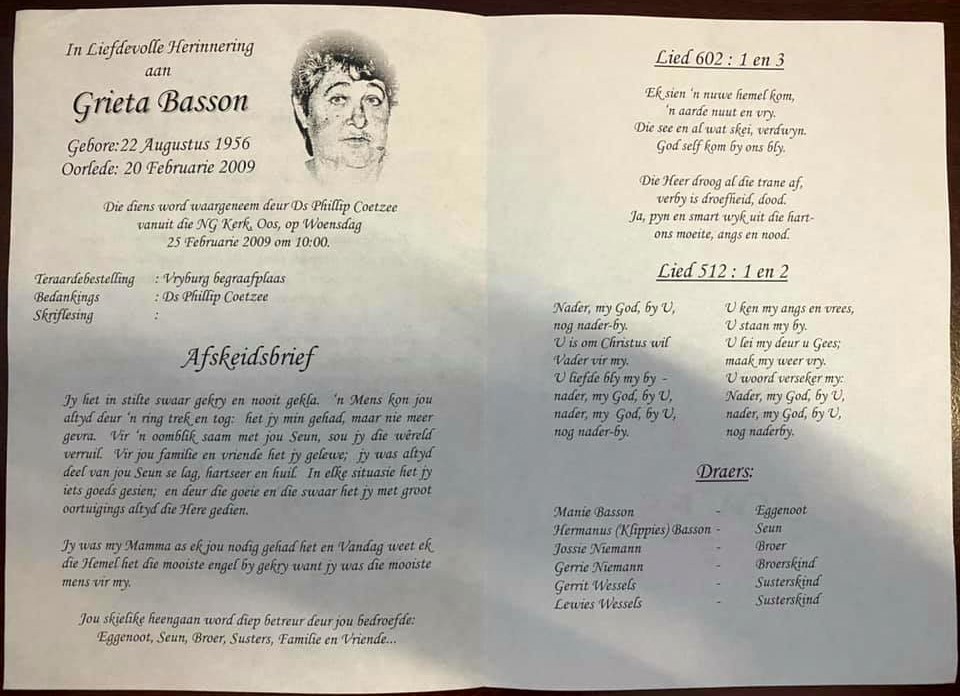 In Liefdevolle Herinnering
aan
Grieta Basson
Gebore:22 Augustus 1956
Oorlede: 20 Februarie 2009
Die diens word waargeneem deur Ds Phillip Coetzee
vanuit die NG Kerk, Oos, op Woensdag
25 Februarie 2009 om 10:00.
Teraardebestelling : Vryburg begraafplaas
Bedankings : Ds Phillip Coetzee
Skriflesing :
Afskeidsbrief
Jy het in stilte swaar gekry en nooit gekla. 'n Mens kon jou
altyd deur 'n ring trek en tog: het jy min gehad, maar nie meer
gevra. Vir 'n oomblik saam met jou Seun, sou jy die wêreld
verruil. Vir jou familie en vriende het jy gelewe; jy was altyd
deel van jou Seun se lag, hartseer en huil. In elke situasie het jy
iets goeds gesien; en deur die goeie en die swaar het jy met groot
oortuigings altyd die Here gedien.
Jy was my Mamma as ek jou nodig gehad het en Vandag weet ek
die Hemel het die mooiste engel by gekry want jy was die mooiste
mens vir my.
Jou skielike heengaan word diep betreur deur jou bedroefde:
Eggenoot, Seun, Broer, Susters, Familie en Vriende...
Lied 602 : 1 en 3
Ek sien 'n nuwe hemel kom,
'n aarde nuut en vry.
Die see en al wat skei, verdwyn.
God self kom by ons bly.
Die Heer droog al die trane af,
verby is droefheid, dood.
Ja, pyn en smart wyk uit die hart-
ons moeite, angs en nood.
Lied 512 : 1 en 2
Nader, my God, by U,
nog nader-by.
U is om Christus wil
Vader vir my.
U liefde bly my by -
nader, my God, by U,
nader, my God, by U,
nog nader-by.
U ken my angs en vrees,
U staan my by.
U lei my deur u Gees;
maak my weer vry.
U woord verseker my:
Nader, my God, by U,
nader, my God, by U,
nog naderby.
Draers:
Manie Basson - Eggenoot
Hermanus (Klippies) Basson - Seun
Jossie Niemann - Broer
Gerrie Niemann - Broerskind
Gerrit Wessels - Susterskind
Lewies Wessels - Susterskind